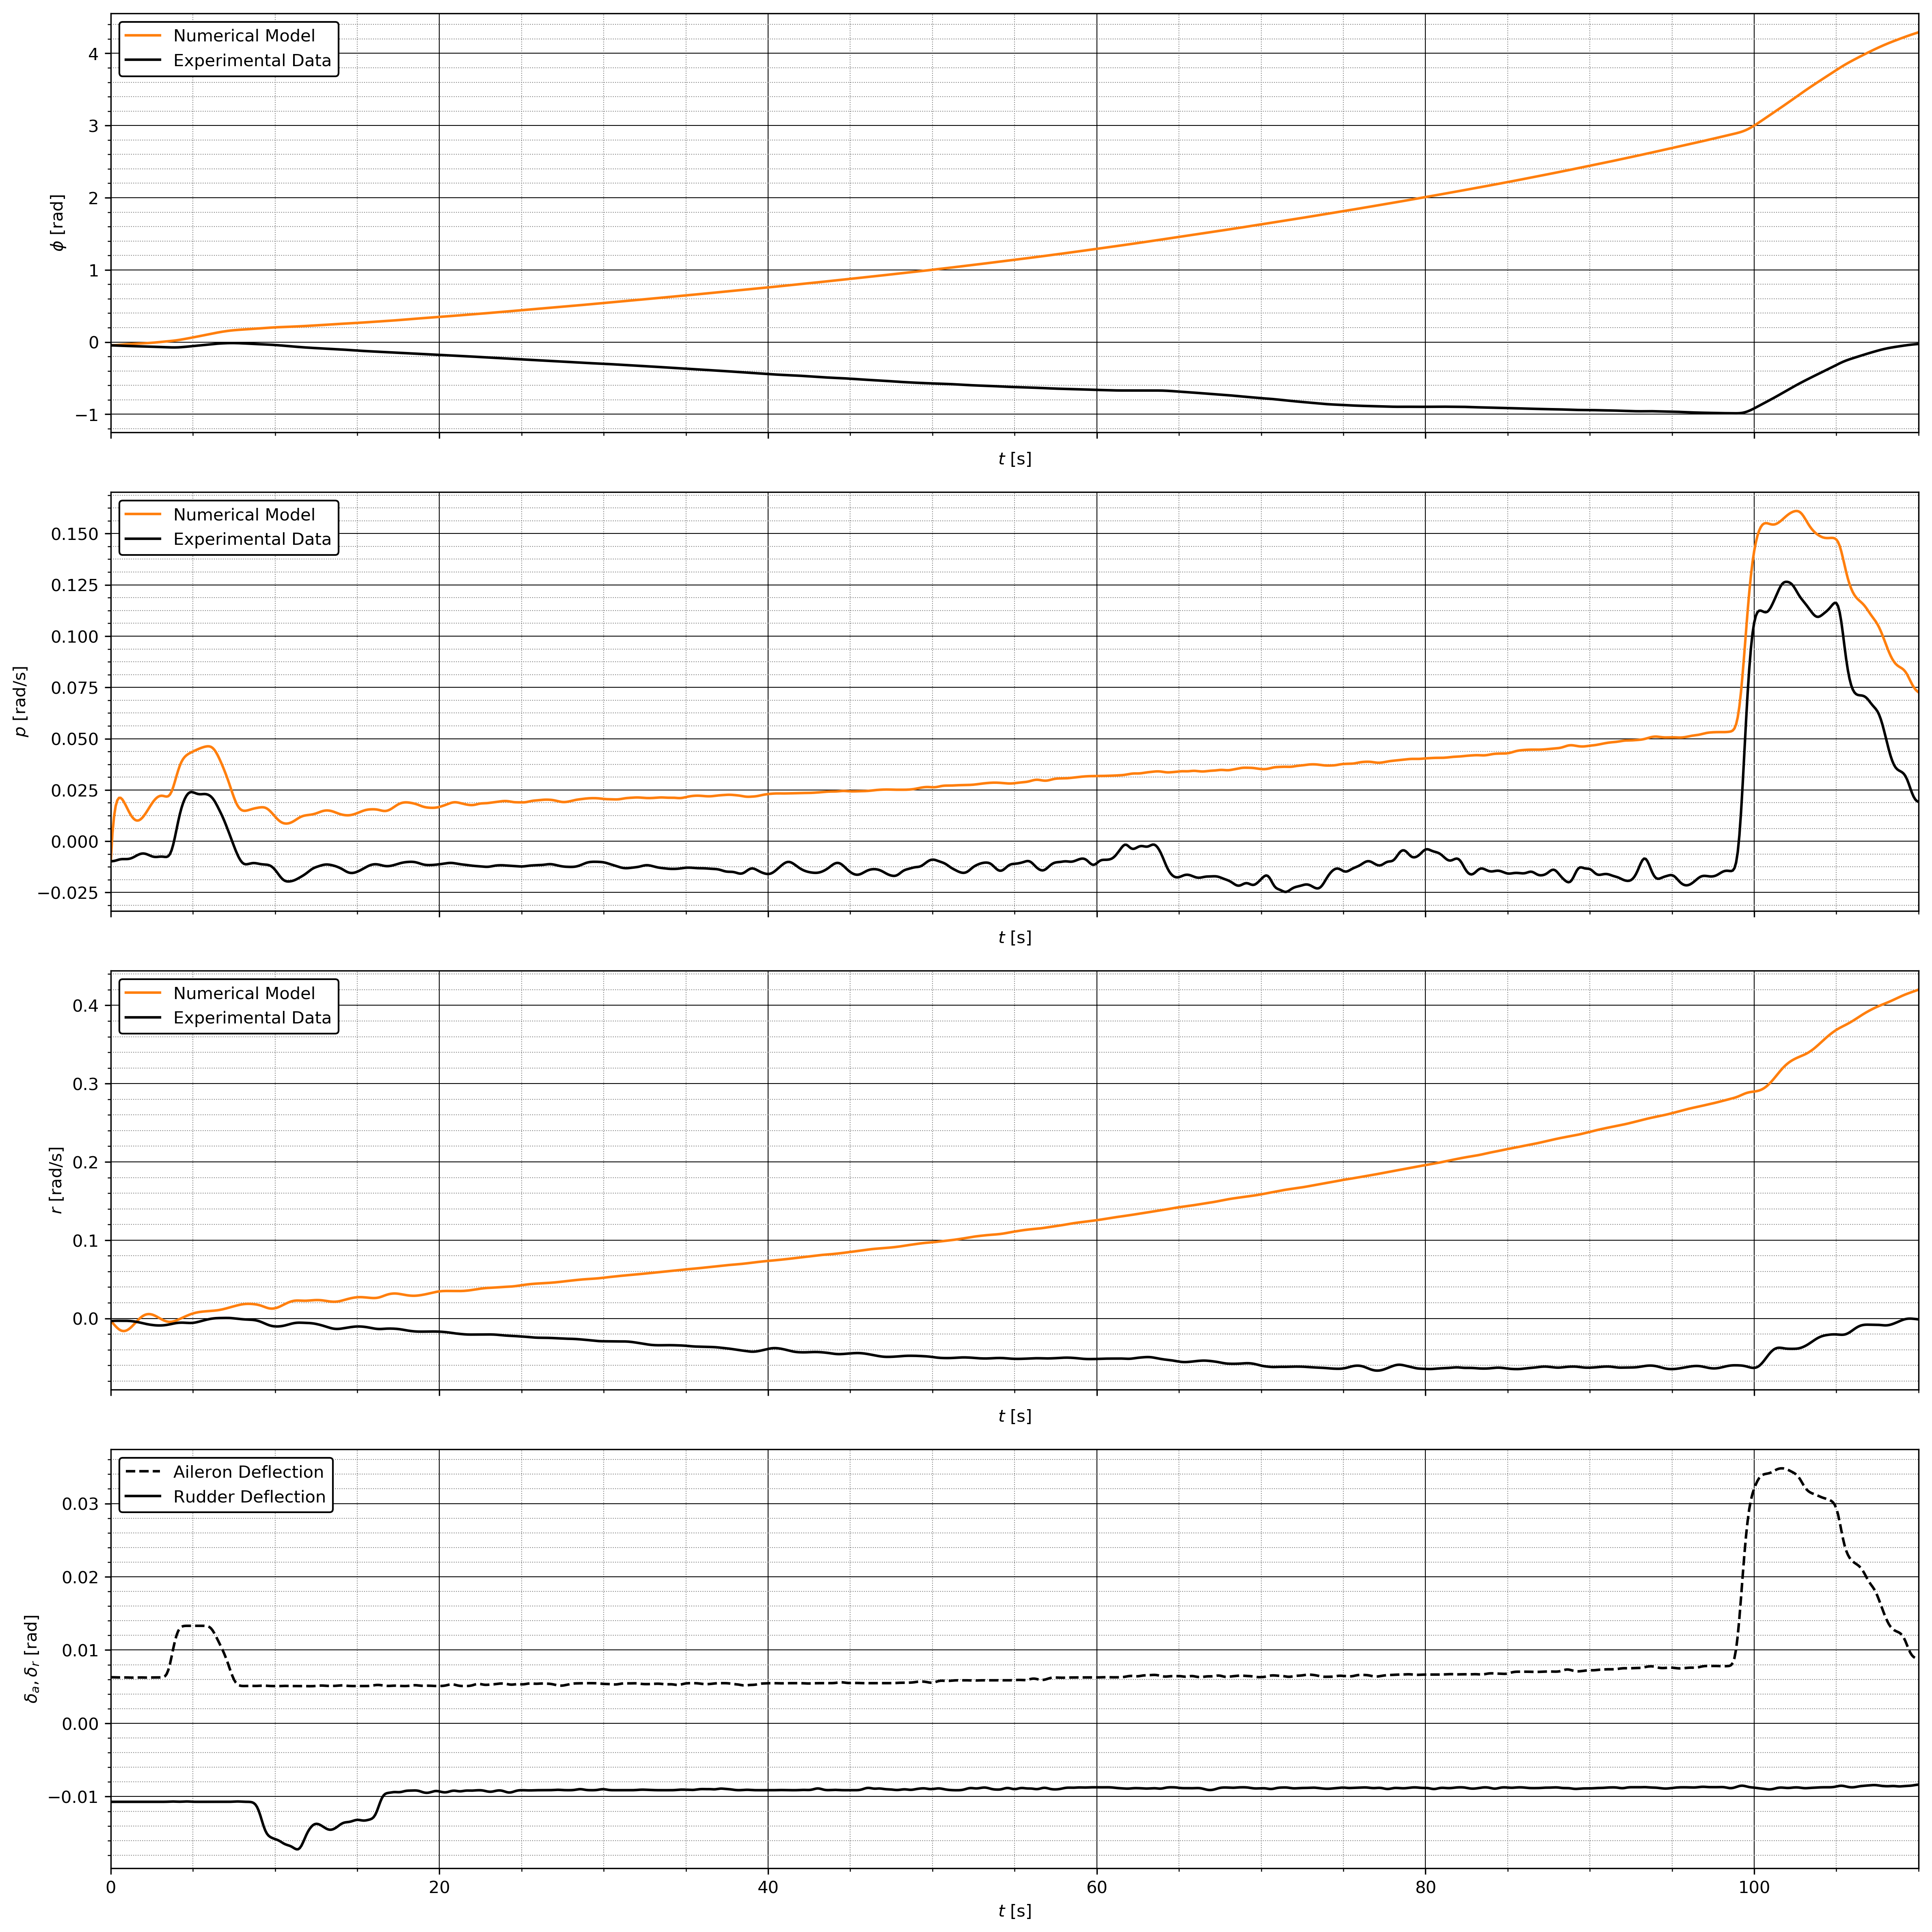 Numerical Model
Experimental Data
4
3
2
1
0
−1
ϕ [rad]
t [s]
Numerical Model
Experimental Data
0.150
0.125
0.100
0.075
0.050
0.025
0.000
−0.025
p [rad/s]
t [s]
Numerical Model
Experimental Data
0.4
0.3
0.2
0.1
0.0
r [rad/s]
t [s]
Aileron Deflection
Rudder Deflection
0.03
0.02
0.01
0.00
−0.01
δa, δr [rad]
0 20 40 60 80 100
t [s]